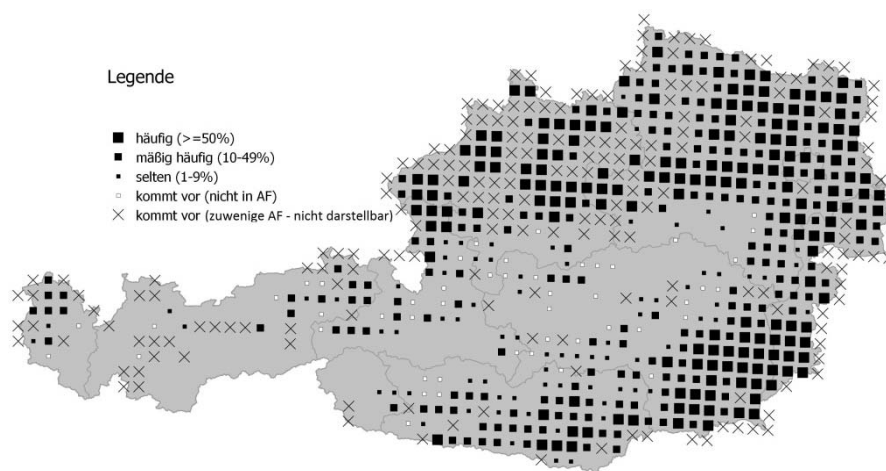 Legende
häufig (>=50%)
mäßig häufig (10-49%)
selten (1-9%)
kommt vor (nicht in AF)
kommt vor (zuwenige AF - nicht darstellbar)